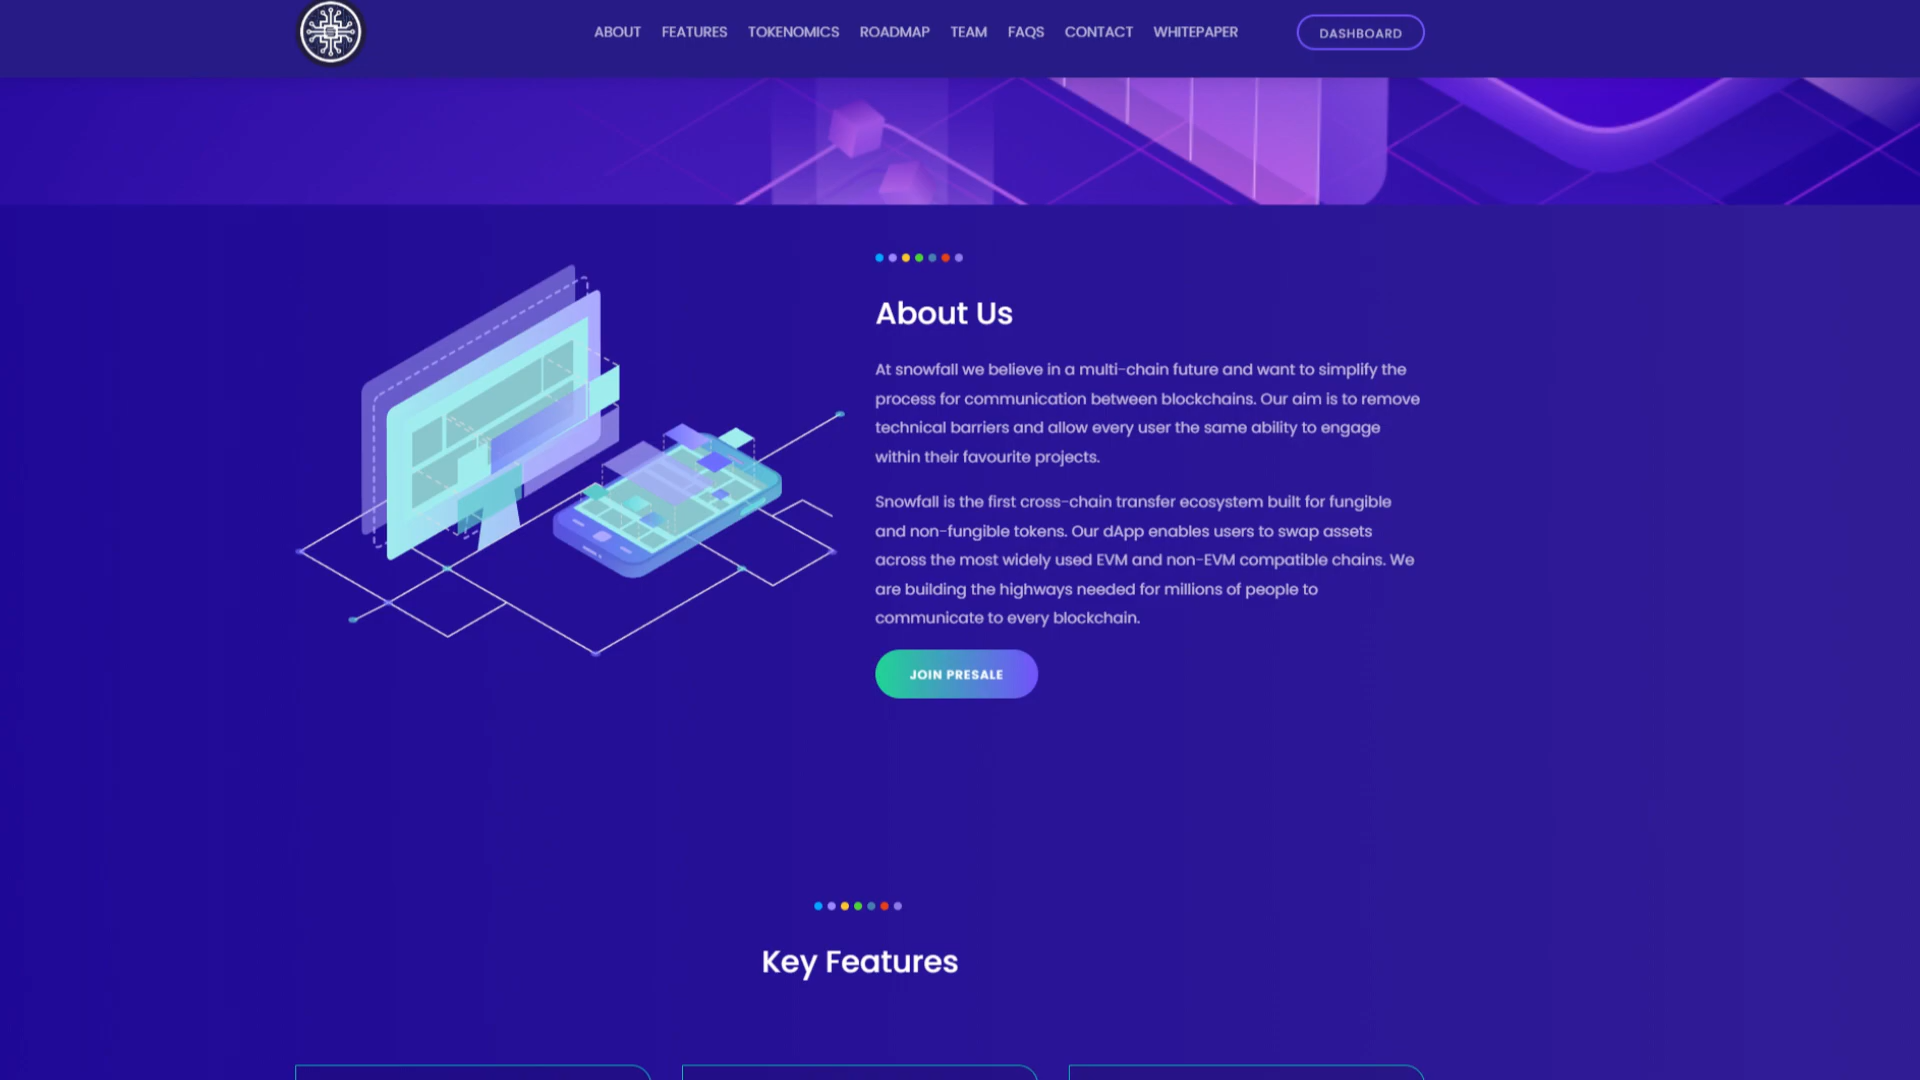 ABOUT FEATURES TOKENOMICS ROADMAP TEAM FAQS CONTACT WHITEPAPER DASHBOARD
About Us
At snowfall we believe in a multi-chain future and want to simplify the
process for communication between blockchains. Our aim is to remove
technical barriers and allow every user the same ability to engage
within their favourite projects.
Snowfall is the first cross-chain transfer ecosystem built for fungible
and non-fungible tokens. Our dApp enables users to swap assets
across the most widely used EVM and non-EVM compatible chains. We
are building the highways needed for millions of people to
communicate to every blockchain.
JOIN PRESALE
Key Features